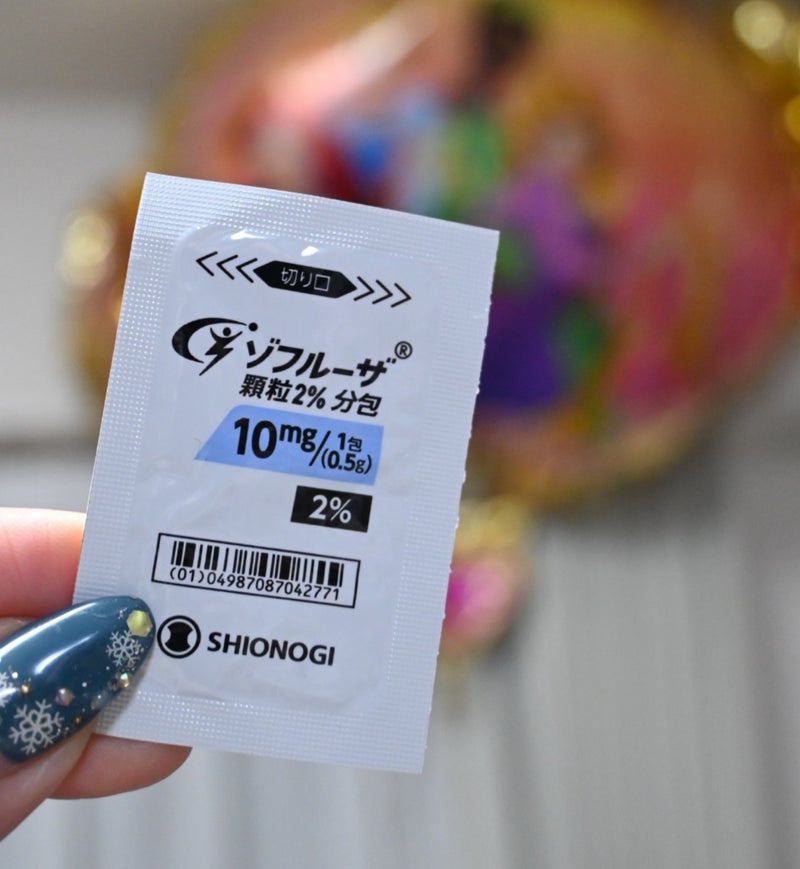 切り口
ゾフルーザ®
顆粒2% 分包
10mg/1包(0.5g)
2%
(01)04987087042771
SHIONOGI